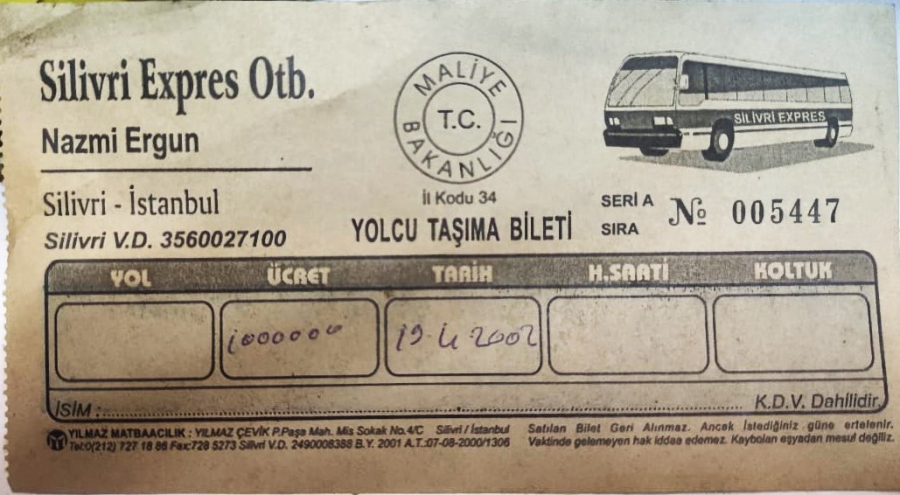 Silivri Expres Otb.
Nazmi Ergun
Silivri - İstanbul
Silivri V.D. 3560027100
MALİYE BAKANLIĞI
T.C.
İl Kodu 34
YOLCU TAŞIMA BİLETİ
SİLİVRİ EXPRES
SERİ A
SIRA
№ 005447
YOL ÜCRET TARİH H.SAATİ KOLTUK
1000000 19-4-2002
İSİM : K.D.V. Dahildir.
YILMAZ MATBAACILIK : YILMAZ ÇEVİK P.Paşa Mah. Mis Sokak No.4/C Silivri / İstanbul
Tel:0(212) 727 18 86 Fax:728 5273 Silivri V.D. 2490008388 B.Y. 2001 A.T.:07-08-2000/1306
Satılan Bilet Geri Alınmaz. Ancak İstediğiniz güne ertelenir.
Vaktinde gelemeyen hak iddaa edemez. Kaybolan eşyadan mesul değiliz.